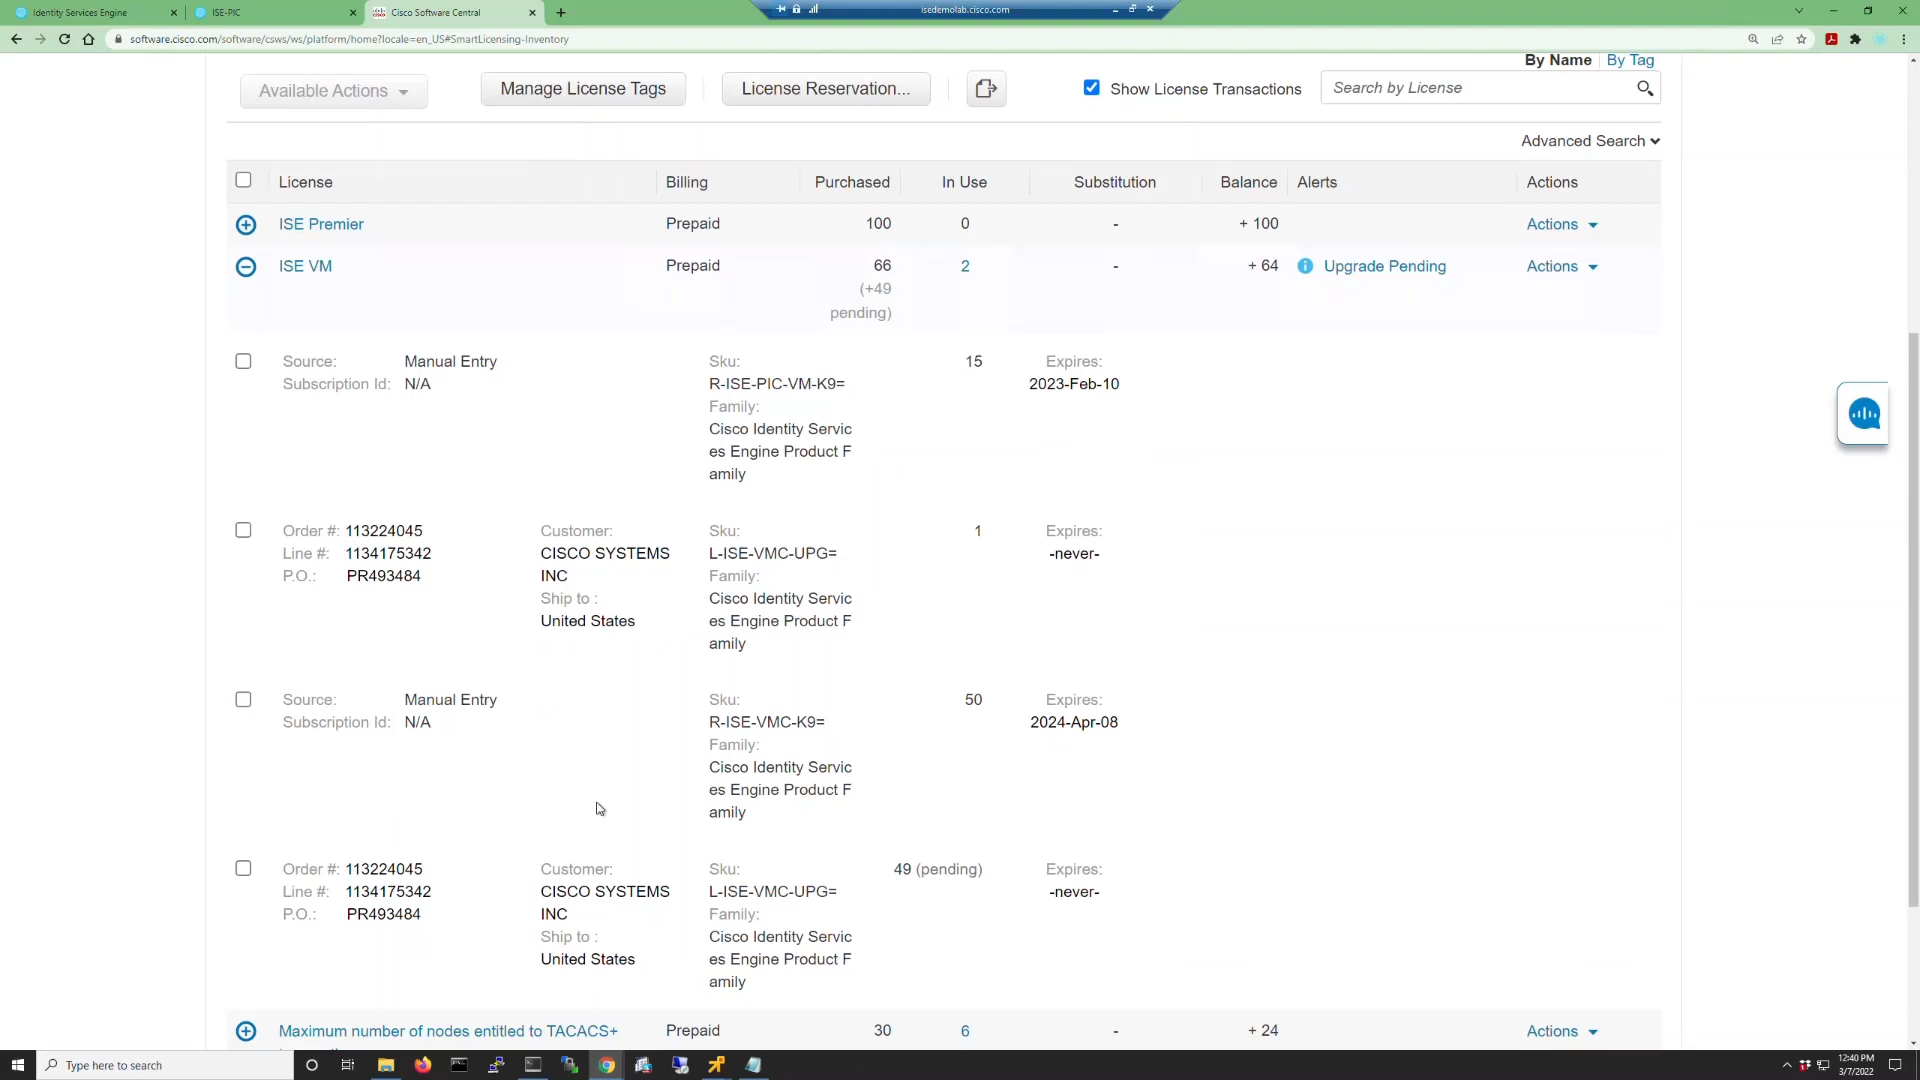 Identity Services Engine
ISE-PIC
Cisco Software Central
isedemolab.cisco.com
software.cisco.com/software/csws/ws/platform/home?locale=en_US#SmartLicensing-Inventory
By Name | By Tag
Available Actions
Manage License Tags
License Reservation...
Show License Transactions
Search by License
Advanced Search
License Billing Purchased In Use Substitution Balance Alerts Actions
ISE Premier Prepaid 100 0 - + 100 Actions
ISE VM Prepaid 66 2 - + 64 Upgrade Pending Actions
(+49
pending)
Source: Manual Entry Sku: 15 Expires:
Subscription Id: N/A R-ISE-PIC-VM-K9= 2023-Feb-10
Family:
Cisco Identity Servic
es Engine Product F
amily
Order #: 113224045 Customer: Sku: 1 Expires:
Line #: 1134175342 CISCO SYSTEMS L-ISE-VMC-UPG= -never-
P.O.: PR493484 INC Family:
Ship to : Cisco Identity Servic
United States es Engine Product F
amily
Source: Manual Entry Sku: 50 Expires:
Subscription Id: N/A R-ISE-VMC-K9= 2024-Apr-08
Family:
Cisco Identity Servic
es Engine Product F
amily
Order #: 113224045 Customer: Sku: 49 (pending) Expires:
Line #: 1134175342 CISCO SYSTEMS L-ISE-VMC-UPG= -never-
P.O.: PR493484 INC Family:
Ship to : Cisco Identity Servic
United States es Engine Product F
amily
Maximum number of nodes entitled to TACACS+ Prepaid 30 6 - + 24 Actions
Type here to search
12:40 PM
3/7/2022